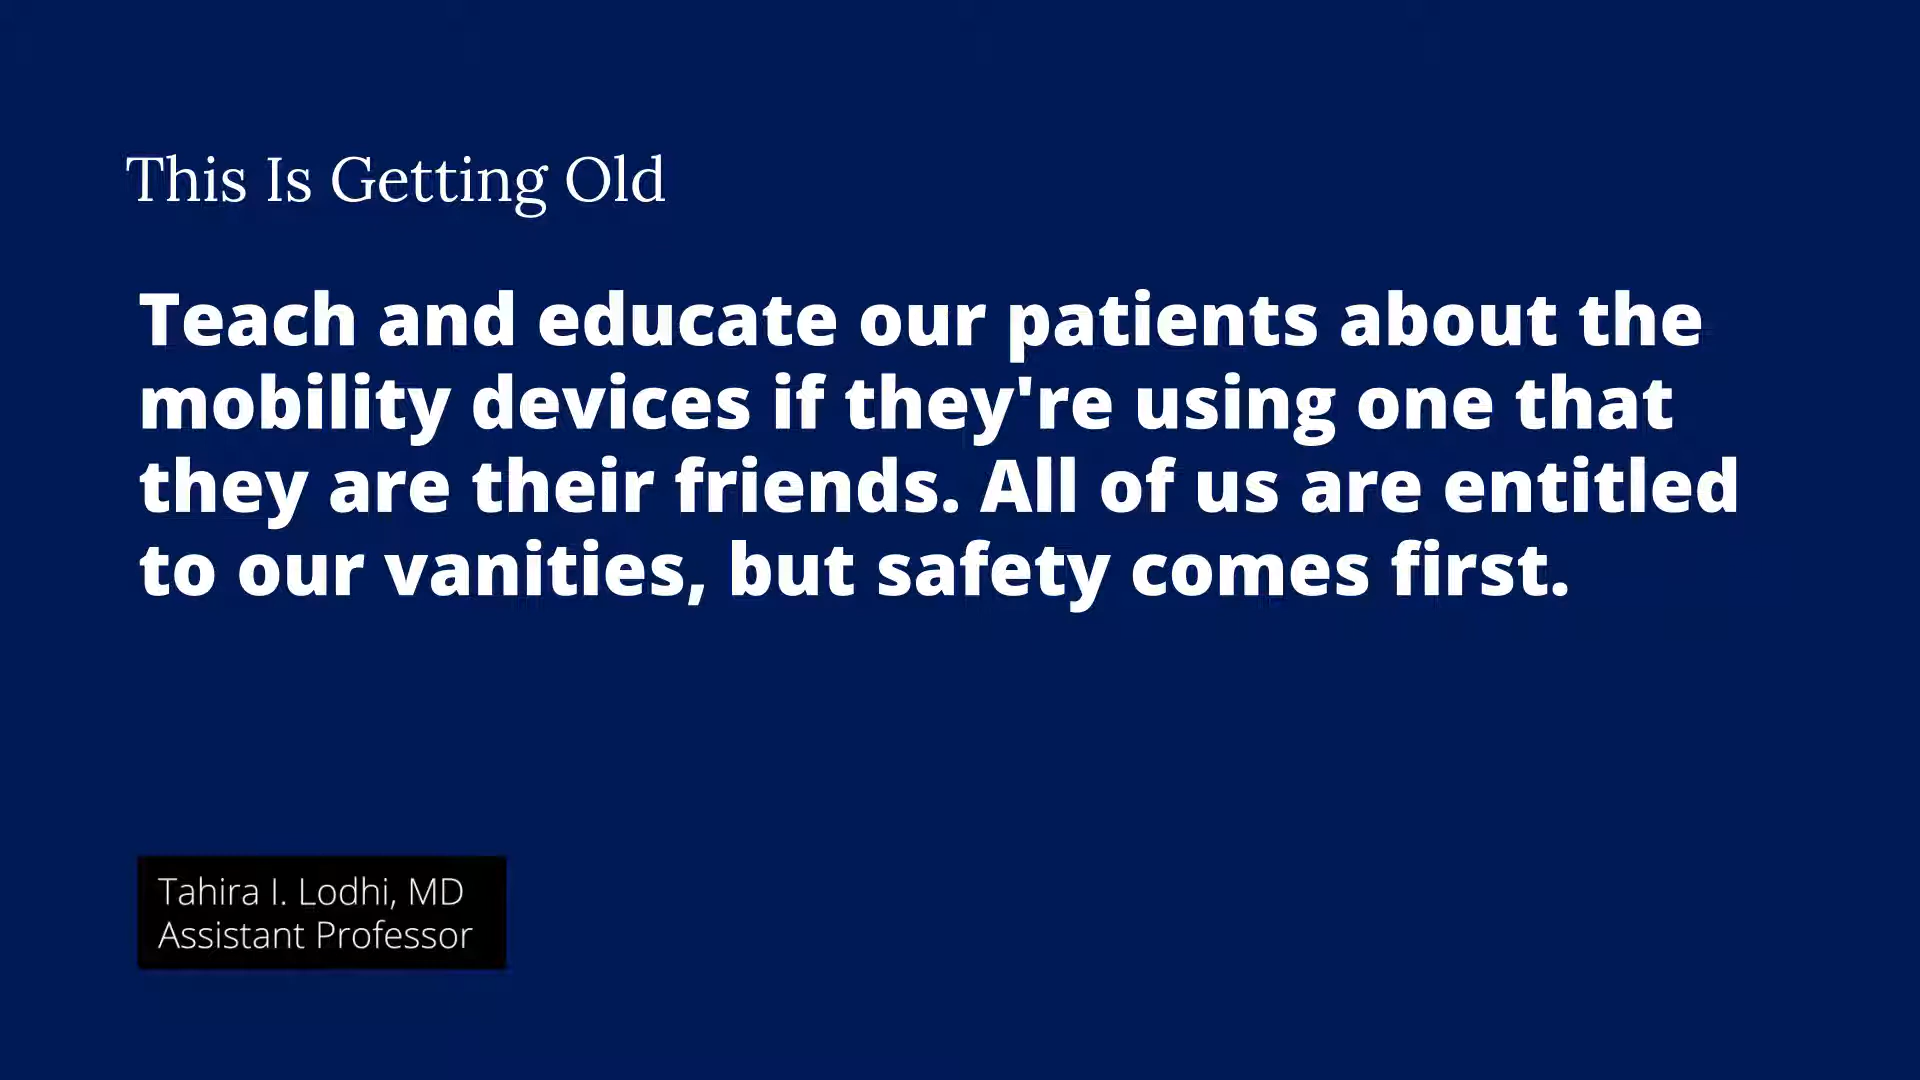 This Is Getting Old
Teach and educate our patients about the
mobility devices if they're using one that
they are their friends. All of us are entitled
to our vanities, but safety comes first.
Tahira I. Lodhi, MD
Assistant Professor